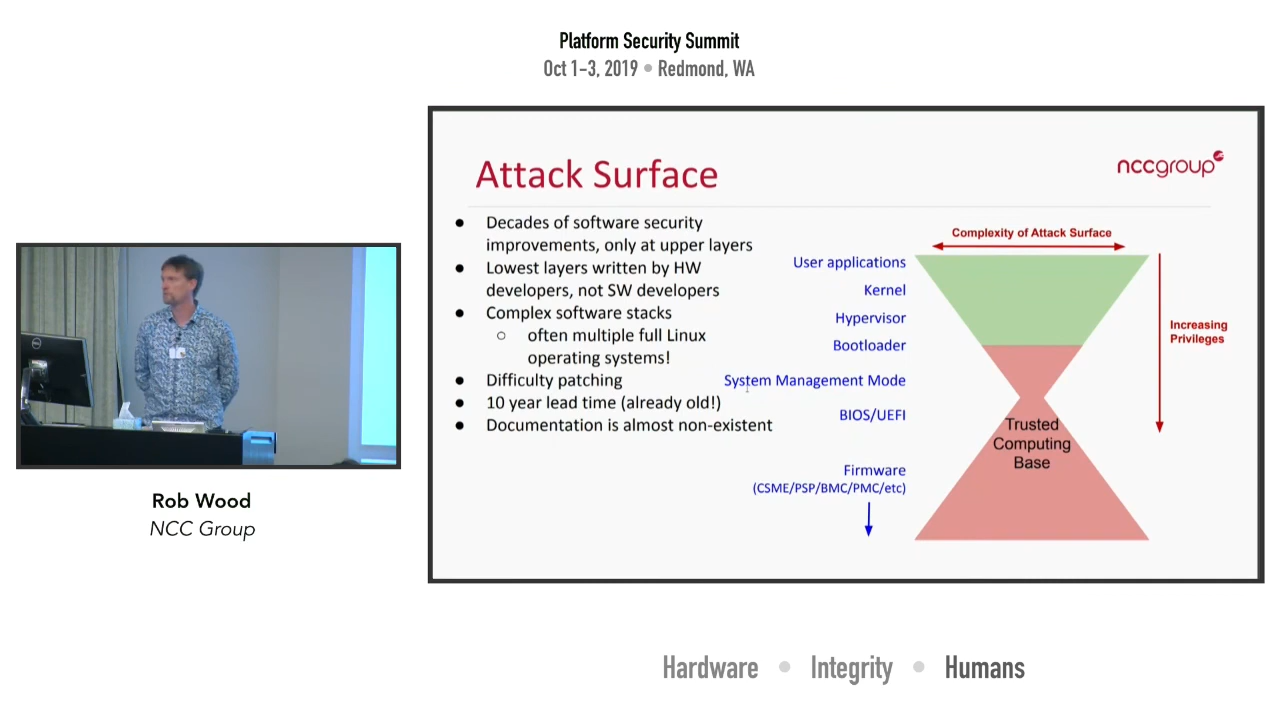 Platform Security Summit
Oct 1-3, 2019 • Redmond, WA
Attack Surface
nccgroup
● Decades of software security
improvements, only at upper layers
● Lowest layers written by HW
developers, not SW developers
● Complex software stacks
○ often multiple full Linux
operating systems!
● Difficulty patching
● 10 year lead time (already old!)
● Documentation is almost non-existent
Complexity of Attack Surface
User applications
Kernel
Hypervisor
Bootloader
System Management Mode
BIOS/UEFI
Firmware
(CSME/PSP/BMC/PMC/etc)
Increasing
Privileges
Trusted
Computing
Base
DELL
Rob Wood
NCC Group
Hardware • Integrity • Humans